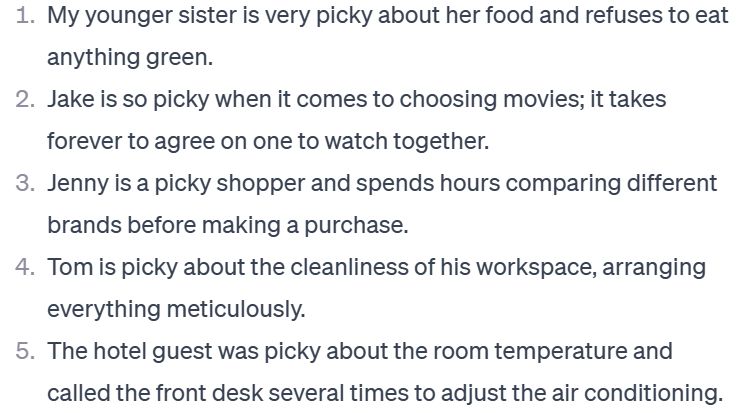 1. My younger sister is very picky about her food and refuses to eat
anything green.
2. Jake is so picky when it comes to choosing movies; it takes
forever to agree on one to watch together.
3. Jenny is a picky shopper and spends hours comparing different
brands before making a purchase.
4. Tom is picky about the cleanliness of his workspace, arranging
everything meticulously.
5. The hotel guest was picky about the room temperature and
called the front desk several times to adjust the air conditioning.